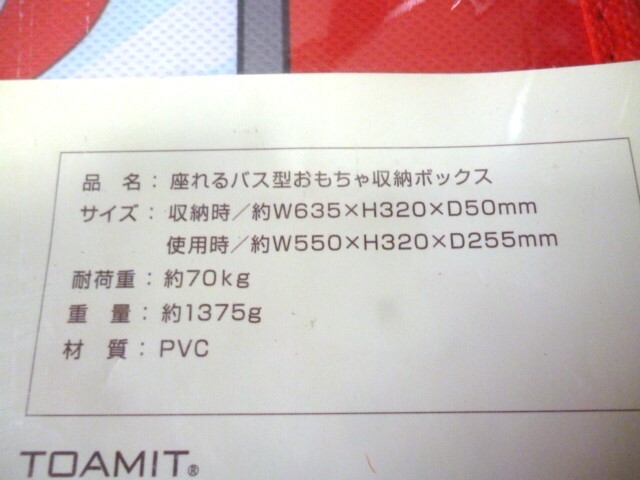 品 名：座れるバス型おもちゃ収納ボックス
サイズ：収納時／約W635×H320×D50mm
使用時／約W550×H320×D255mm
耐荷重：約70kg
重 量：約1375g
材 質：PVC
TOAMIT®